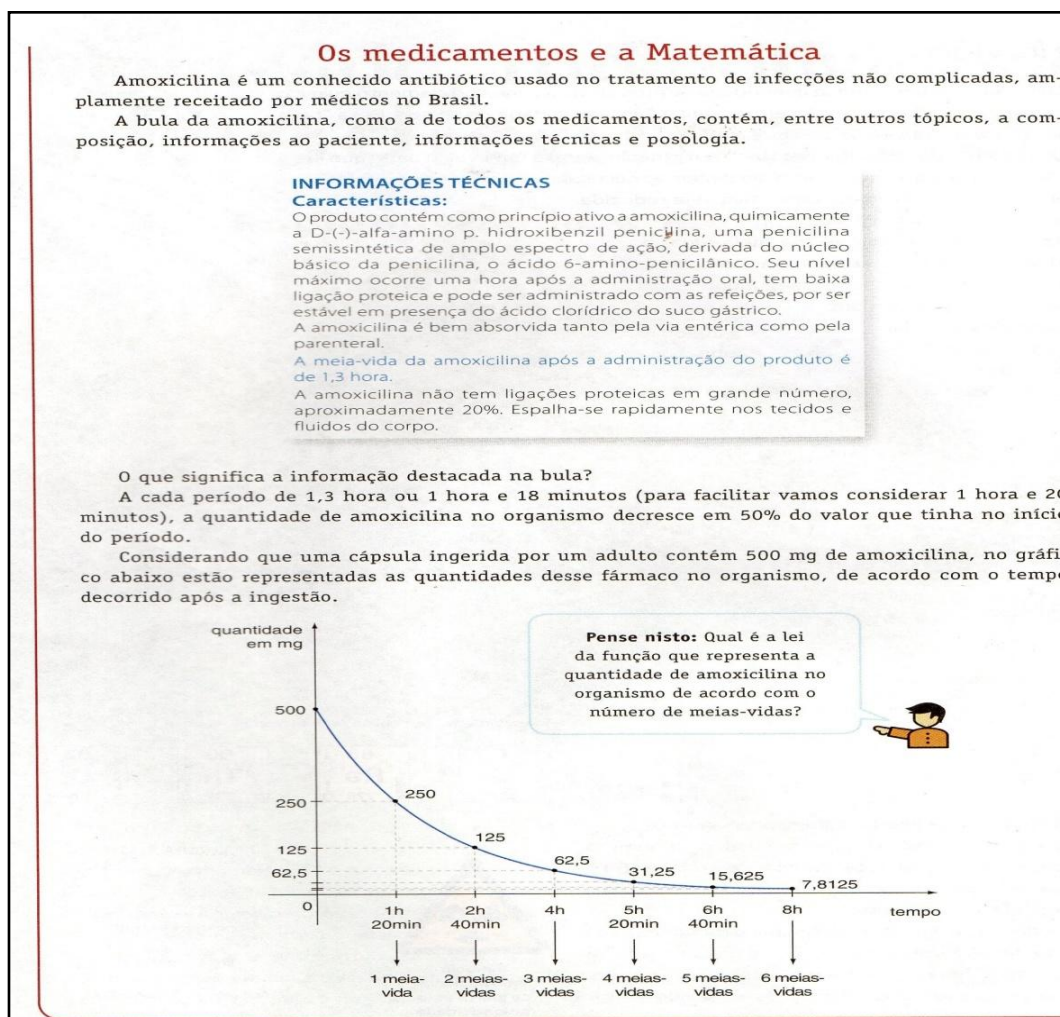 Os medicamentos e a Matemática
Amoxicilina é um conhecido antibiótico usado no tratamento de infecções não complicadas, am-
plamente receitado por médicos no Brasil.
A bula da amoxicilina, como a de todos os medicamentos, contém, entre outros tópicos, a com-
posição, informações ao paciente, informações técnicas e posologia.
INFORMAÇÕES TÉCNICAS
Características:
O produto contém como princípio ativo a amoxicilina, quimicamente
a D-(-)-alfa-amino p. hidroxibenzil penicilina, uma penicilina
semissintética de amplo espectro de ação, derivada do núcleo
básico da penicilina, o ácido 6-amino-penicilânico. Seu nível
máximo ocorre uma hora após a administração oral, tem baixa
ligação proteica e pode ser administrado com as refeições, por ser
estável em presença do ácido clorídrico do suco gástrico.
A amoxicilina é bem absorvida tanto pela via entérica como pela
parenteral.
A meia-vida da amoxicilina após a administração do produto é
de 1,3 hora.
A amoxicilina não tem ligações proteicas em grande número,
aproximadamente 20%. Espalha-se rapidamente nos tecidos e
fluidos do corpo.
O que significa a informação destacada na bula?
A cada período de 1,3 hora ou 1 hora e 18 minutos (para facilitar vamos considerar 1 hora e 20
minutos), a quantidade de amoxicilina no organismo decresce em 50% do valor que tinha no início
do período.
Considerando que uma cápsula ingerida por um adulto contém 500 mg de amoxicilina, no gráfi-
co abaixo estão representadas as quantidades desse fármaco no organismo, de acordo com o tempo
decorrido após a ingestão.
quantidade
em mg
Pense nisto: Qual é a lei
da função que representa a
quantidade de amoxicilina no
organismo de acordo com o
número de meias-vidas?
500
250 250
125 125
62,5 62,5 31,25 15,625 7,8125
0 1h 2h 4h 5h 6h 8h tempo
20min 40min 20min 40min
1 meia- 2 meias- 3 meias- 4 meias- 5 meias- 6 meias-
vida vidas vidas vidas vidas vidas